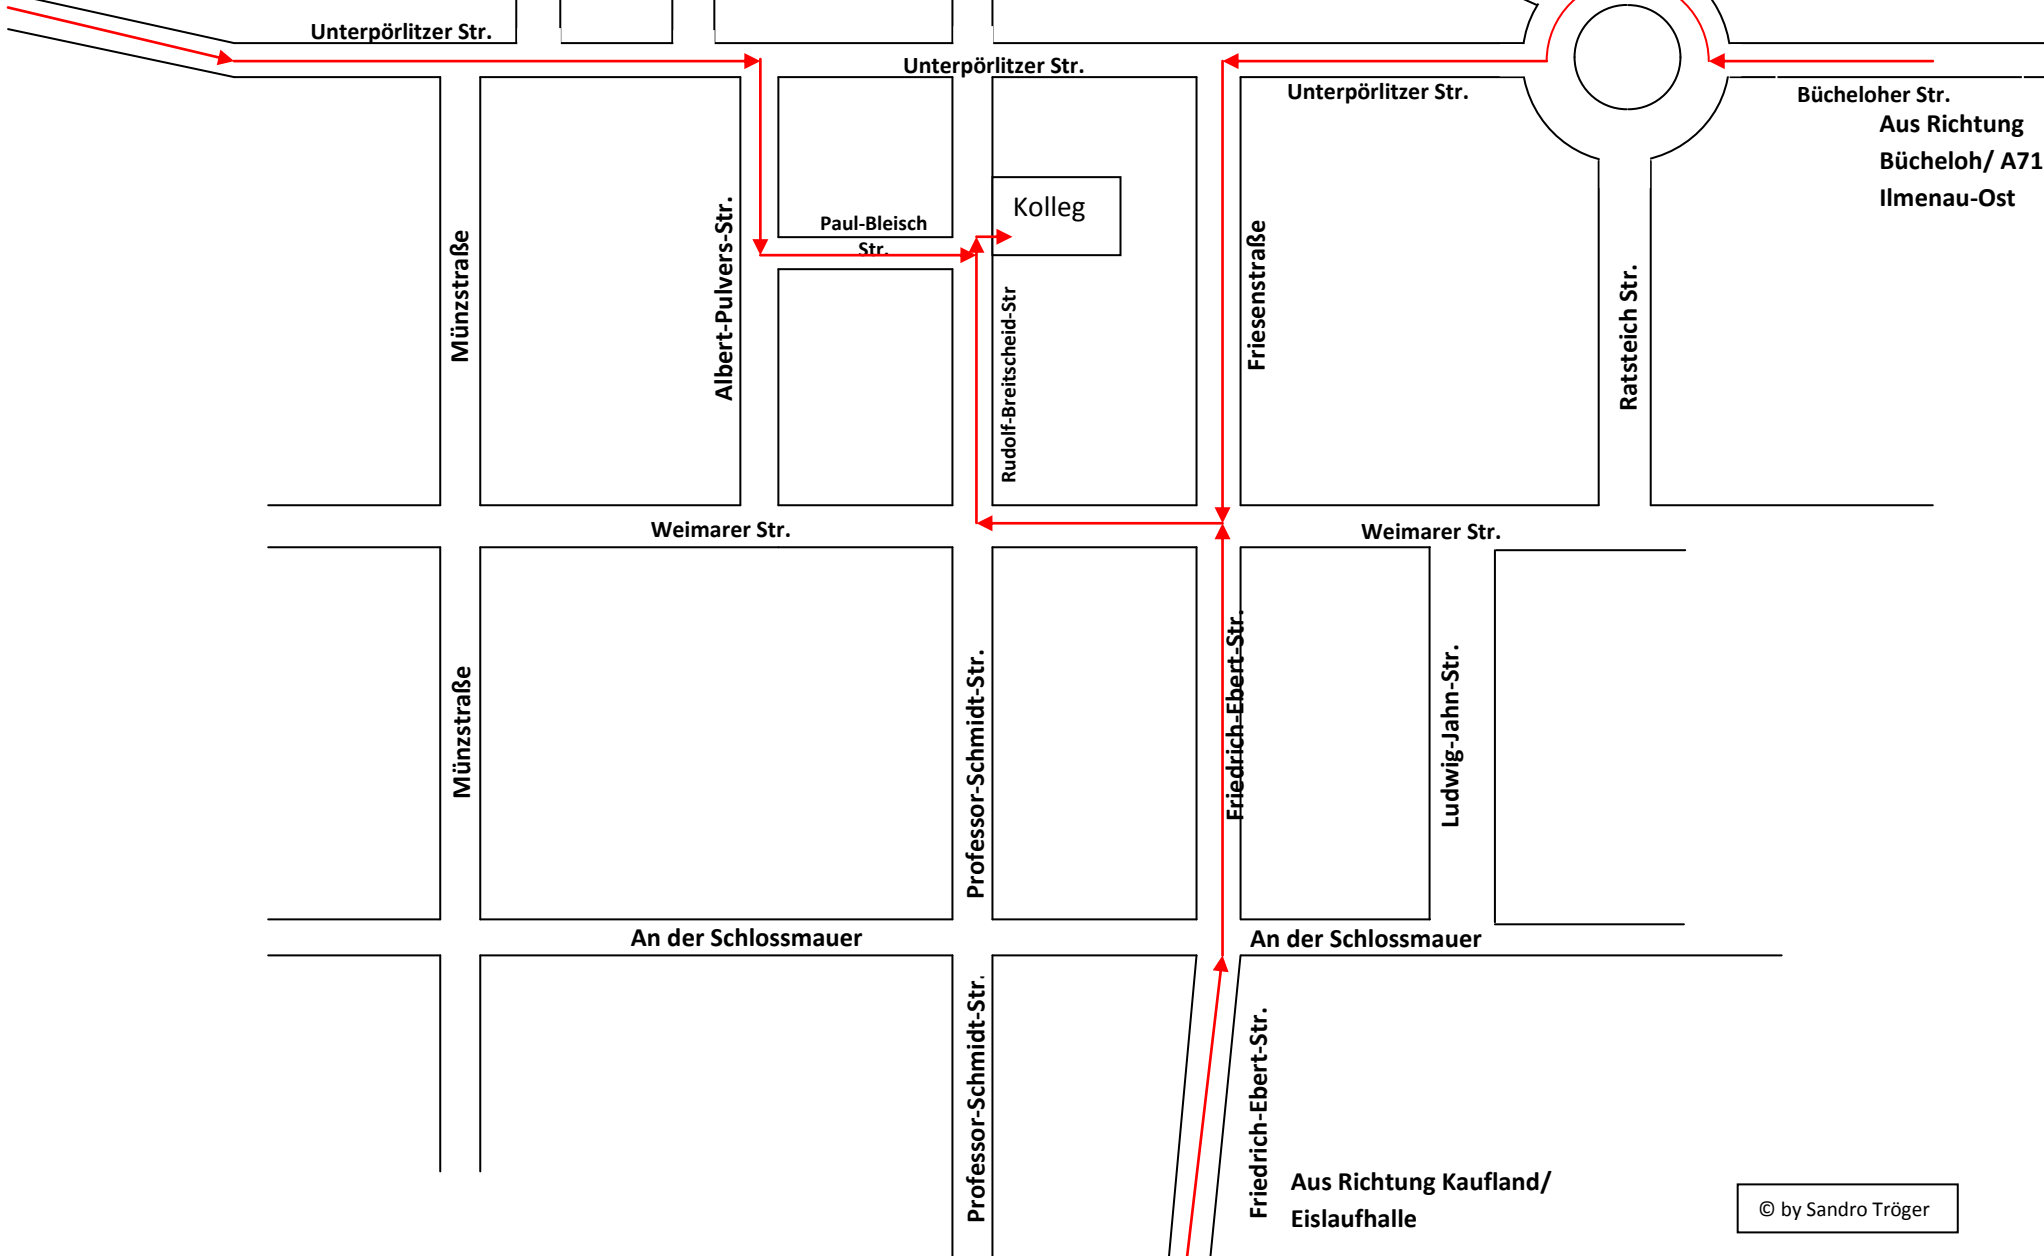 Unterpörlitzer Str.
Unterpörlitzer Str.
Unterpörlitzer Str.
Bücheloher Str.
Aus Richtung
Bücheloh/ A71
Ilmenau-Ost
Kolleg
Paul-Bleisch
Str.
Münzstraße
Albert-Pulvers-Str.
Rudolf-Breitscheid-Str
Friesenstraße
Ratsteich Str.
Weimarer Str.
Weimarer Str.
Münzstraße
Professor-Schmidt-Str.
Friedrich-Ebert-Str.
Ludwig-Jahn-Str.
An der Schlossmauer
An der Schlossmauer
Professor-Schmidt-Str.
Friedrich-Ebert-Str.
Aus Richtung Kaufland/
Eislaufhalle
© by Sandro Tröger